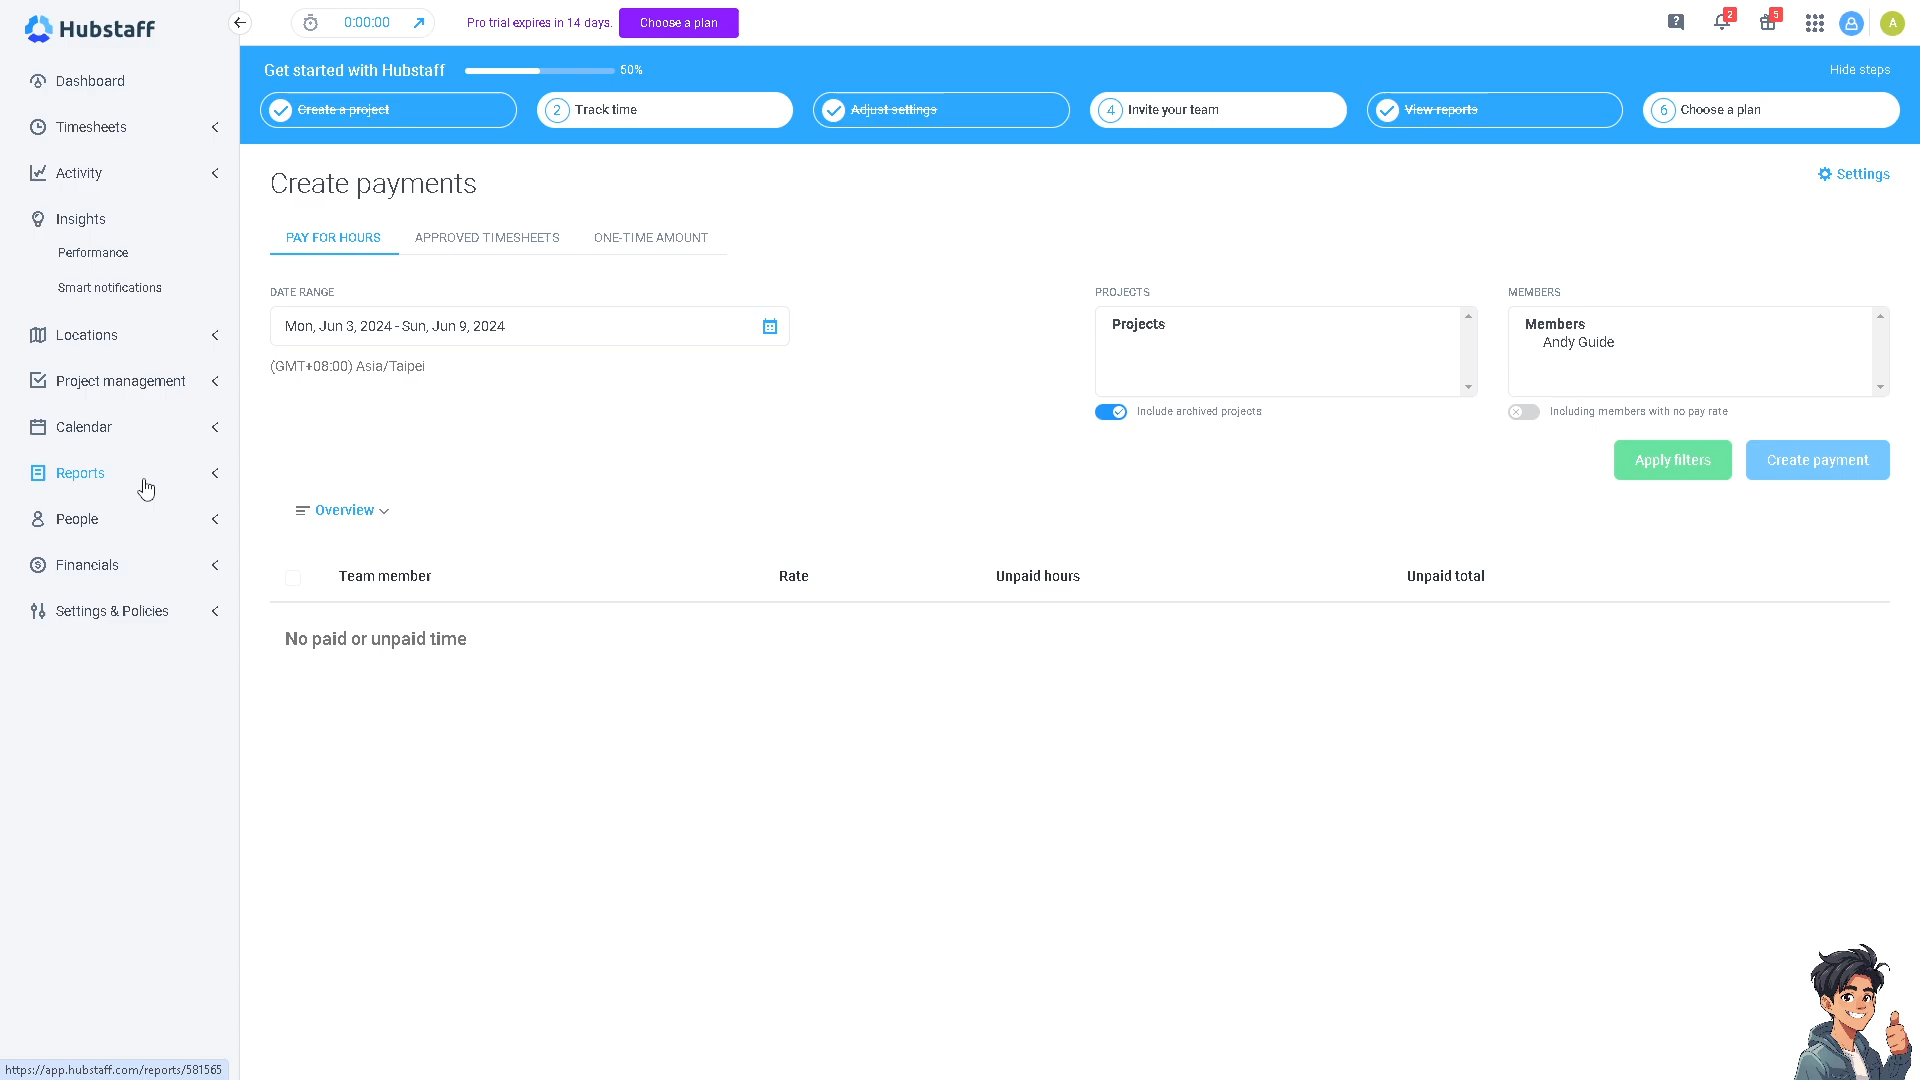 Hubstaff
0:00:00
Pro trial expires in 14 days.
Choose a plan
2
5
A
Dashboard
Timesheets
Activity
Insights
Performance
Smart notifications
Locations
Project management
Calendar
Reports
People
Financials
Settings & Policies
Get started with Hubstaff
50%
Hide steps
Create a project
2 Track time
Adjust settings
4 Invite your team
View reports
6 Choose a plan
Create payments
Settings
PAY FOR HOURS
APPROVED TIMESHEETS
ONE-TIME AMOUNT
DATE RANGE
Mon, Jun 3, 2024 - Sun, Jun 9, 2024
(GMT+08:00) Asia/Taipei
PROJECTS
Projects
Include archived projects
MEMBERS
Members
Andy Guide
Including members with no pay rate
Apply filters
Create payment
Overview
Team member Rate Unpaid hours Unpaid total
No paid or unpaid time
https://app.hubstaff.com/reports/581565